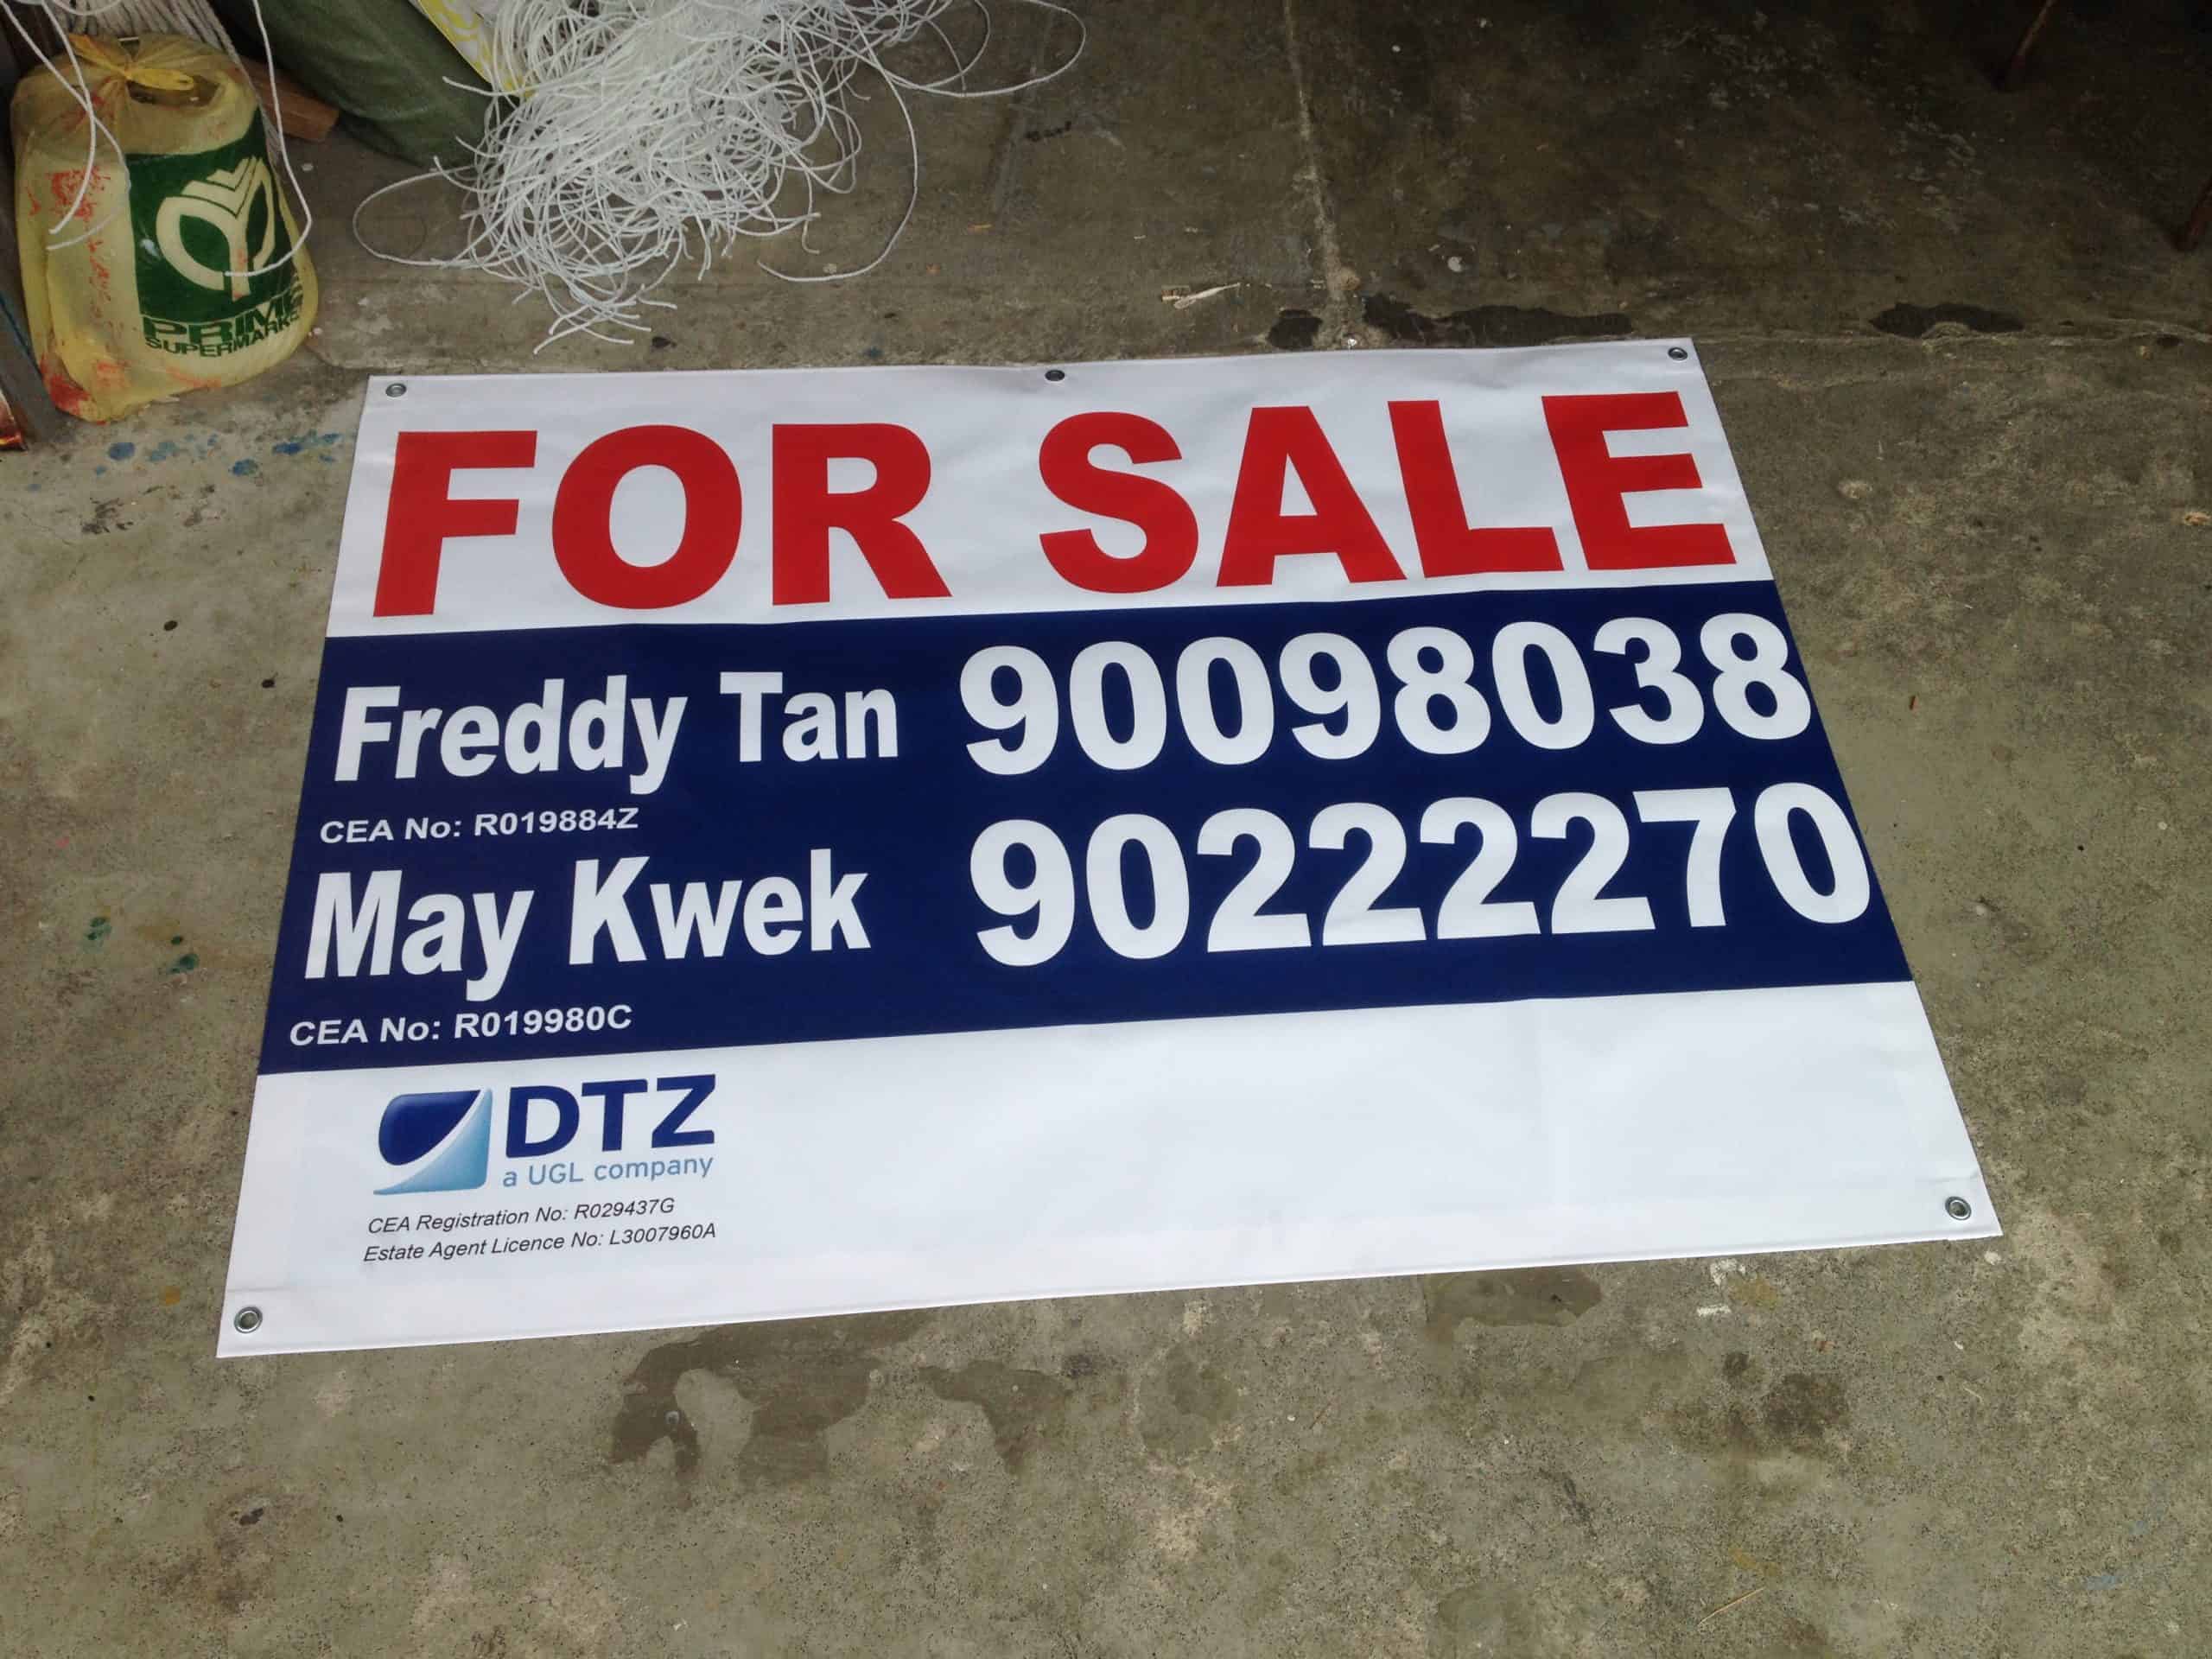 PRIME
SUPERMARKE
FOR SALE
Freddy Tan 90098038
CEA No: R019884Z
May Kwek 90222270
CEA No: R019980C
DTZ
a UGL company
CEA Registration No: R029437G
Estate Agent Licence No: L3007960A